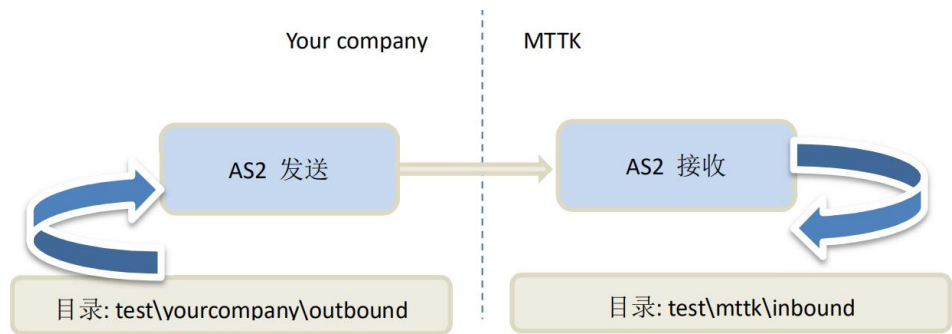 Your company
MTTK
AS2 发送
AS2 接收
目录: test\yourcompany\outbound
目录: test\mttk\inbound